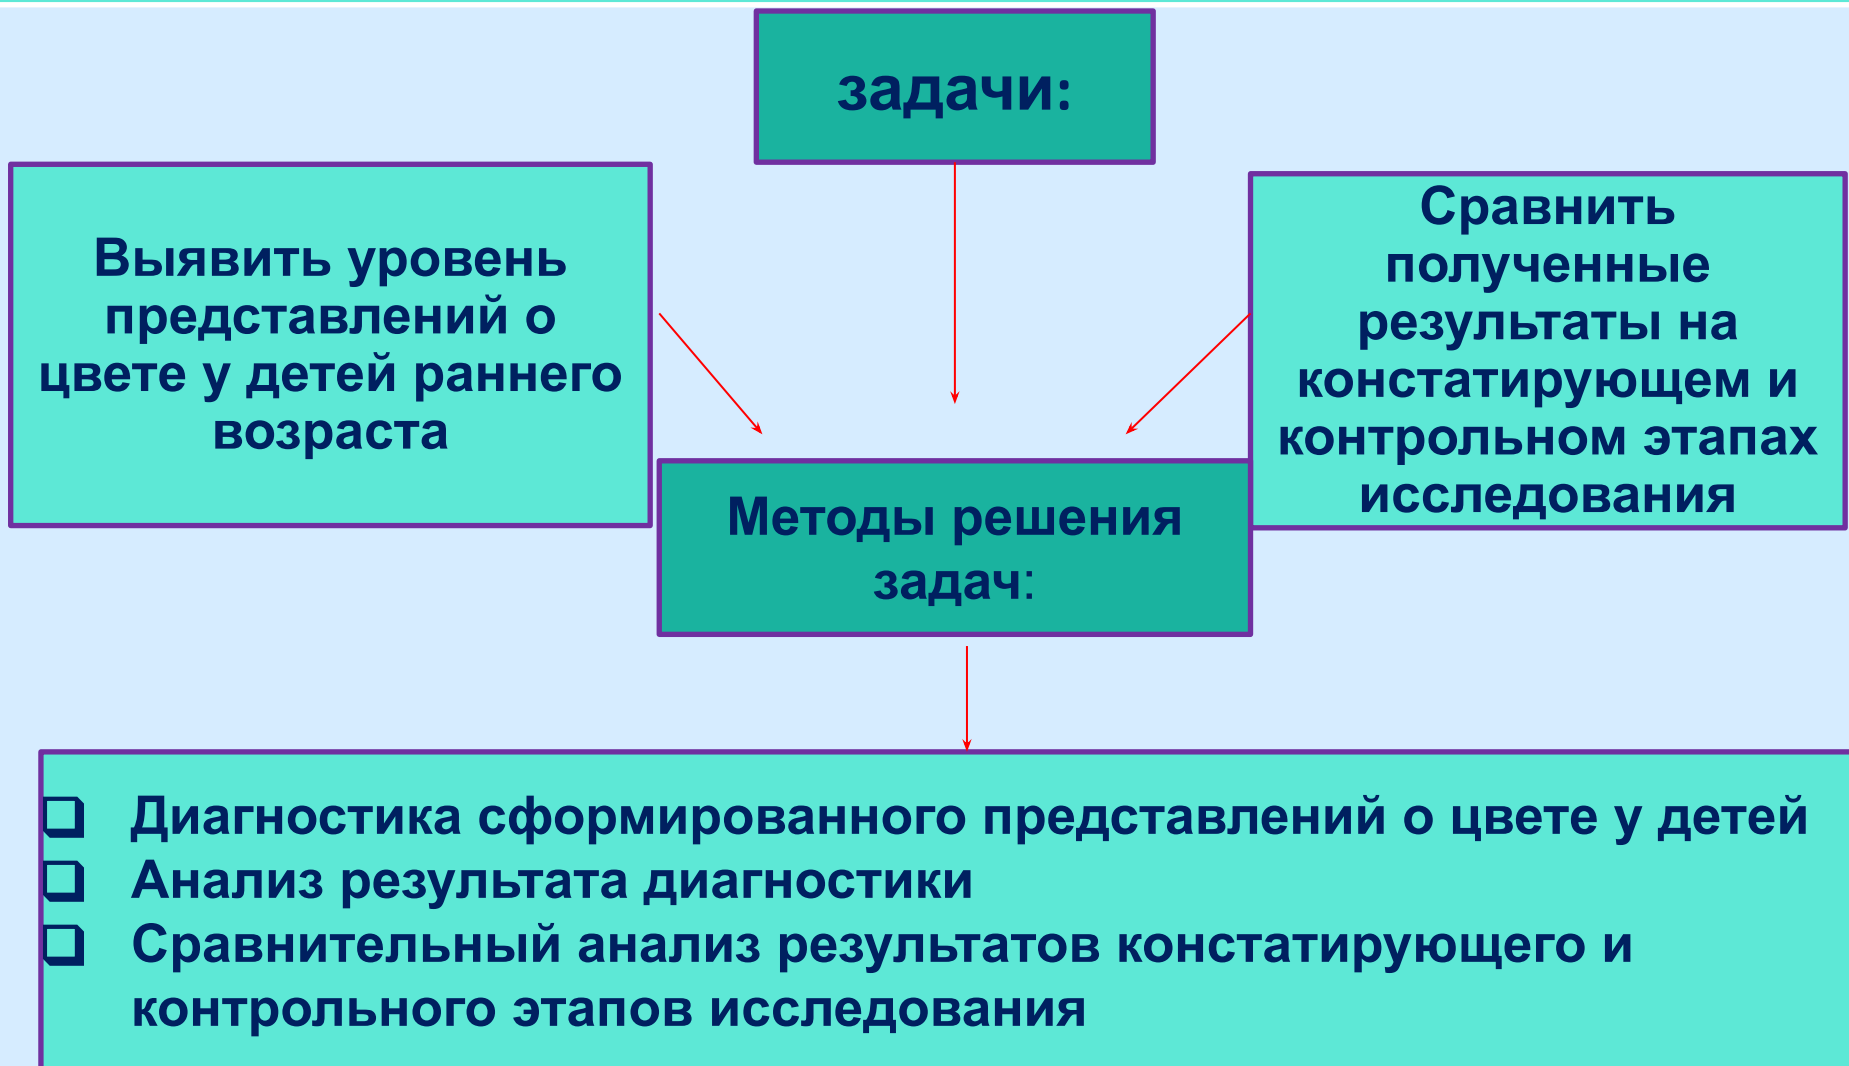 задачи:
Выявить уровень
представлений о
цвете у детей раннего
возраста
Сравнить
полученные
результаты на
констатирующем и
контрольном этапах
исследования
Методы решения
задач:
Диагностика сформированного представлений о цвете у детей
Анализ результата диагностики
Сравнительный анализ результатов констатирующего и
контрольного этапов исследования